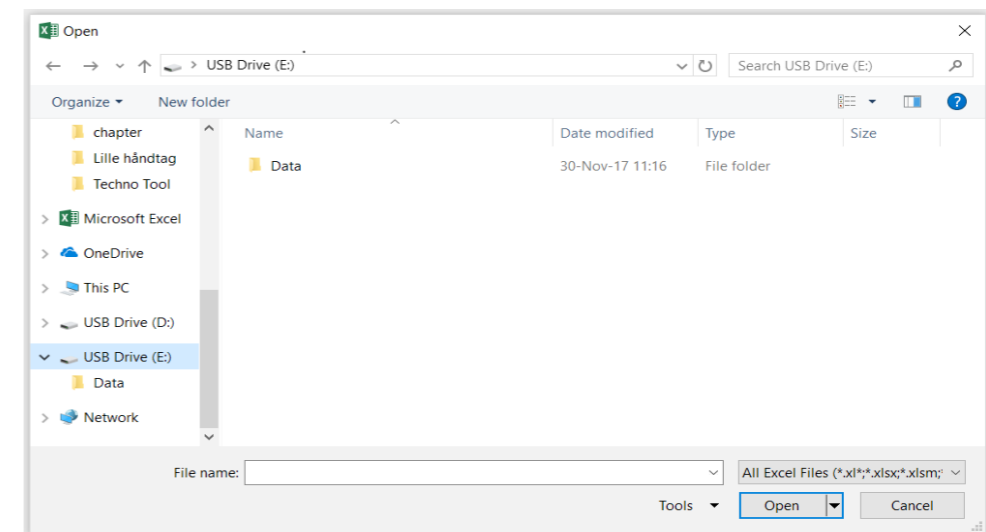 Open
USB Drive (E:)
Search USB Drive (E:)
Organize
New folder
chapter
Lille håndtag
Techno Tool
Microsoft Excel
OneDrive
This PC
USB Drive (D:)
USB Drive (E:)
Data
Network
Name Date modified Type Size
Data 30-Nov-17 11:16 File folder
File name:
All Excel Files (*.xl*;*.xlsx;*.xlsm;
Tools Open Cancel